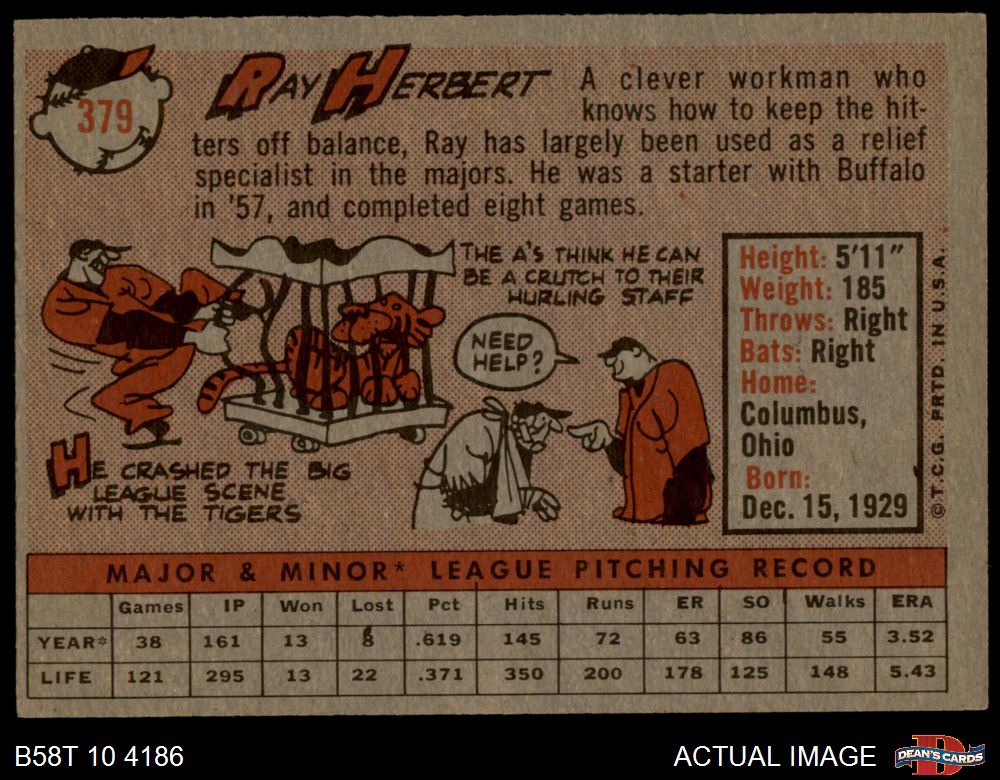 379
RAY HERBERT
A clever workman who
knows how to keep the hit-
ters off balance, Ray has largely been used as a relief
specialist in the majors. He was a starter with Buffalo
in '57, and completed eight games.
THE A'S THINK HE CAN
BE A CRUTCH TO THEIR
HURLING STAFF
NEED
HELP?
HE CRASHED THE BIG
LEAGUE SCENE
WITH THE TIGERS
Height: 5'11"
Weight: 185
Throws: Right
Bats: Right
Home:
Columbus,
Ohio
Born:
Dec. 15, 1929
©T.C.G. PRTD. IN U.S.A.
MAJOR & MINOR* LEAGUE PITCHING RECORD
Games IP Won Lost Pct Hits Runs ER SO Walks ERA
YEAR* 38 161 13 8 .619 145 72 63 86 55 3.52
LIFE 121 295 13 22 .371 350 200 178 125 148 5.43
B58T 10 4186
ACTUAL IMAGE
D
DEAN'S CARDS